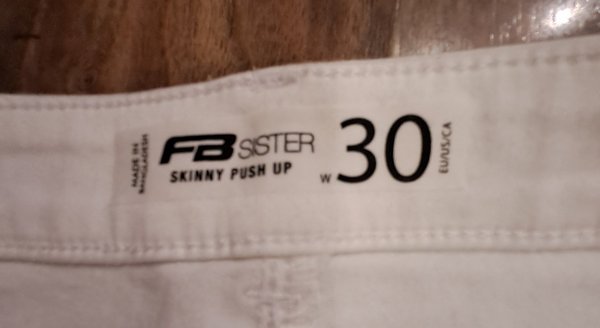 MADE IN
BANGLADESH
FB SISTER
SKINNY PUSH UP
W 30
EU/US/CA